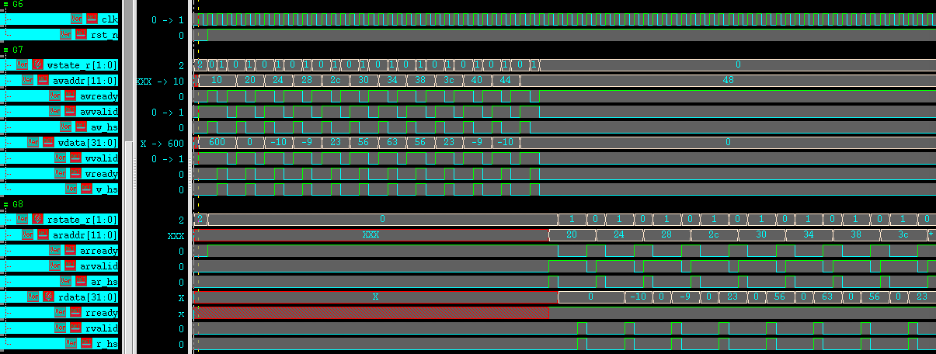 G6
clk 0 -> 1
rst_n 0
G7
wstate_r[1:0] 2 2 0 1 0 1 0 1 0 1 0 1 0 1 0 1 0 1 0 1 0 1 0 1 0
awaddr[11:0] XXX -> 10 10 20 24 28 2c 30 34 38 3c 40 44 48
awready 0
awvalid 0 -> 1
aw_hs 0
wdata[31:0] X -> 600 600 0 -10 -9 23 56 63 56 23 -9 -10 0
wvalid 0 -> 1
wready 0
w_hs 0
G8
rstate_r[1:0] 2 2 0 1 0 1 0 1 0 1 0 1 0 1 0 1 0 1 0
araddr[11:0] XXX XXX 20 24 28 2c 30 34 38 3c +
arready 0
arvalid 0
ar_hs 0
rdata[31:0] x X 0 -10 0 -9 0 23 0 56 0 63 0 56 0 23
rready x
rvalid 0
r_hs 0